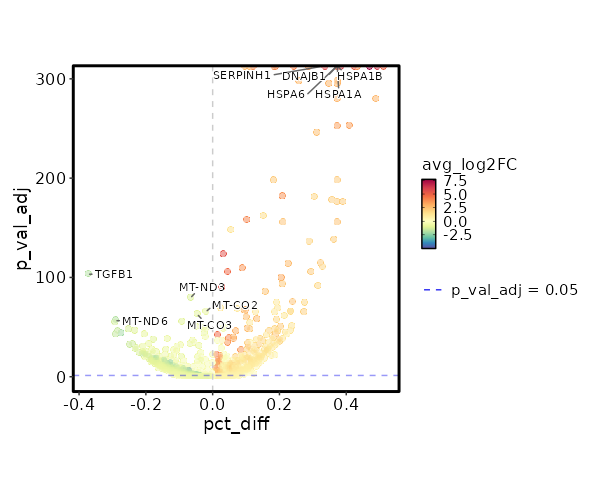 300
200
100
0
p_val_adj
SERPINH1
DNAJB1
HSPA1B
HSPA6
HSPA1A
TGFB1
MT-ND3
MT-CO2
MT-ND6
MT-CO3
-0.4
-0.2
0.0
0.2
0.4
pct_diff
avg_log2FC
7.5
5.0
2.5
0.0
-2.5
p_val_adj = 0.05